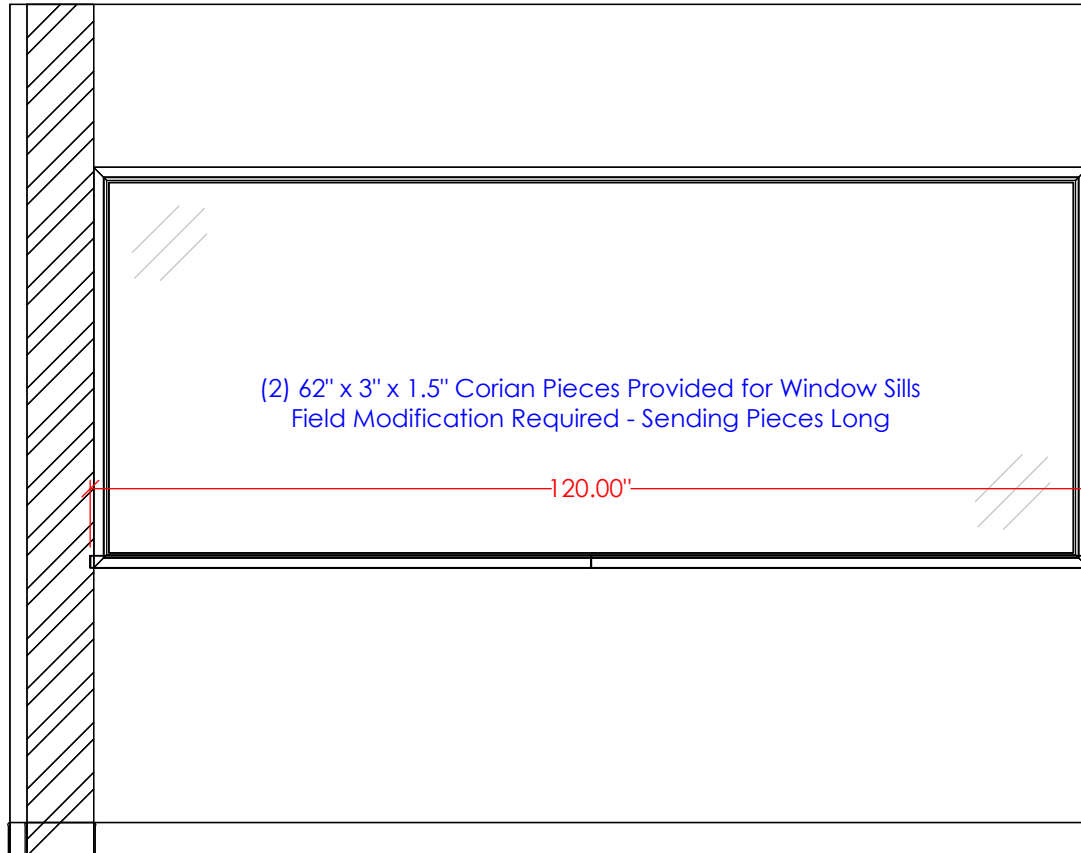 (2) 62" x 3" x 1.5" Corian Pieces Provided for Window Sills
Field Modification Required - Sending Pieces Long
120.00"